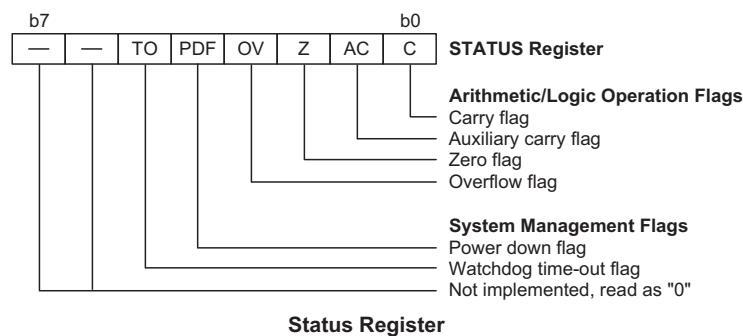 b7 b0
— — TO PDF OV Z AC C STATUS Register
Arithmetic/Logic Operation Flags
Carry flag
Auxiliary carry flag
Zero flag
Overflow flag
System Management Flags
Power down flag
Watchdog time-out flag
Not implemented, read as "0"
Status Register